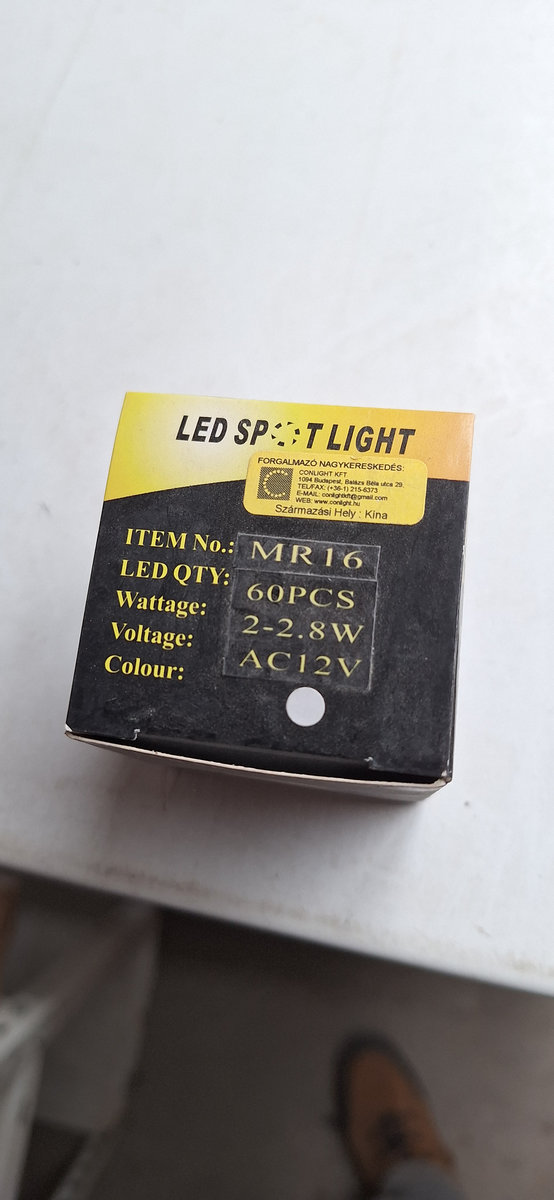 LED SPOT LIGHT
FORGALMAZÓ NAGYKERESKEDÉS:
CONLIGHT KFT.
1094 Budapest, Balázs Béla utca 29.
TEL/FAX: (+36-1) 215-6373
E-MAIL: conlightkft@gmail.com
WEB: www.conlight.hu
Származási Hely : Kina
ITEM No.: MR16
LED QTY: 60PCS
Wattage: 2-2.8W
Voltage: AC12V
Colour: